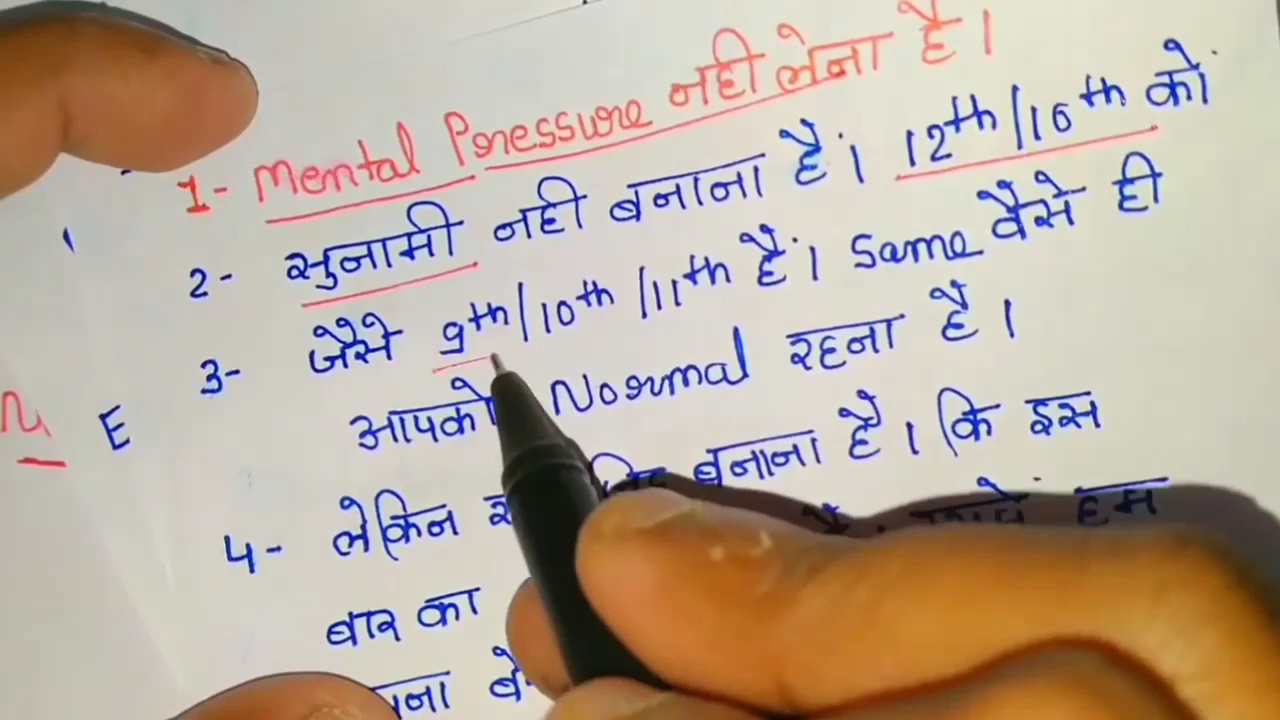 1- Mental Pressure नही लेना है।
2- सुनामी नही बनाना है। 12th/10th को
3- जैसे 9th/10th/11th है। Same वैसे ही
आपको Normal रहना है।
E
4- लेकिन बनाना है। कि इस
हम
बार का